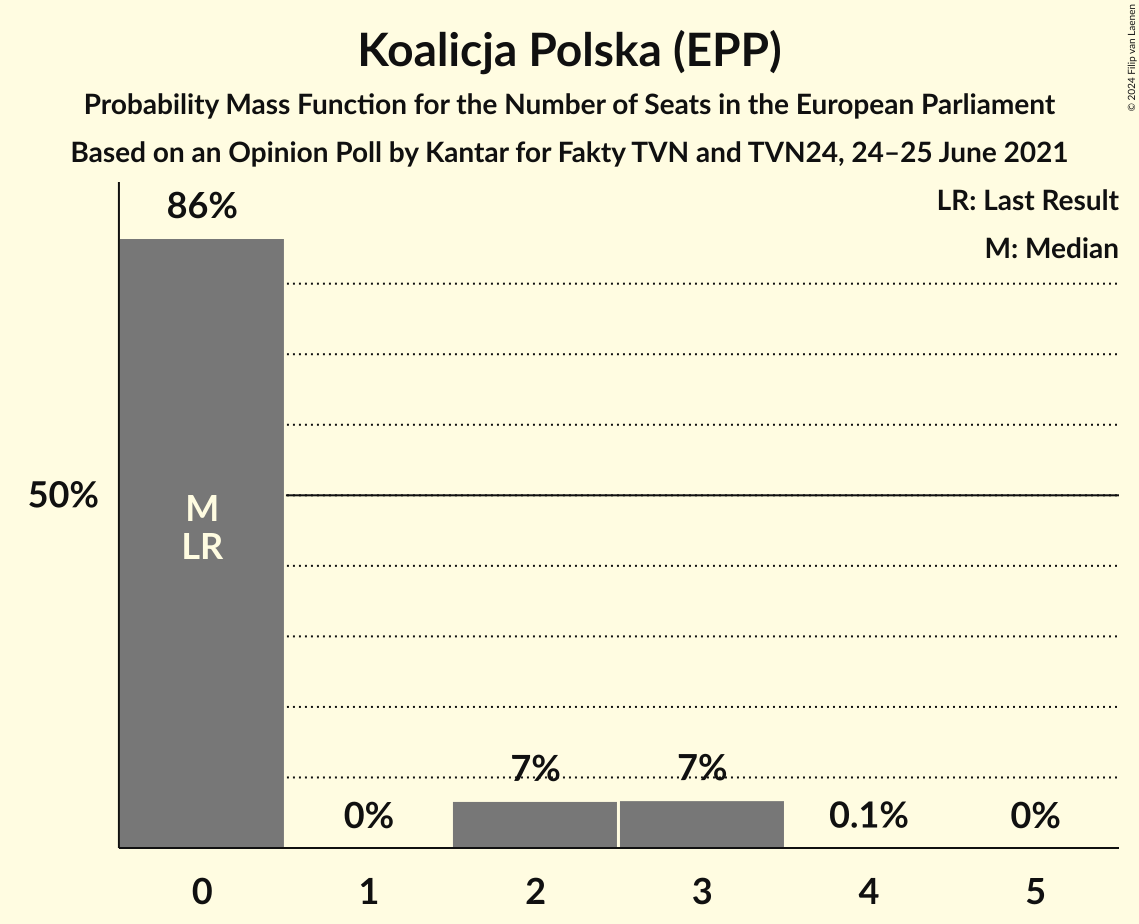 Koalicja Polska (EPP)
Probability Mass Function for the Number of Seats in the European Parliament
Based on an Opinion Poll by Kantar for Fakty TVN and TVN24, 24–25 June 2021
© 2024 Filip van Laenen
LR: Last Result
M: Median
86%
50%
M
LR
7%
7%
0%
0.1%
0%
0
1
2
3
4
5